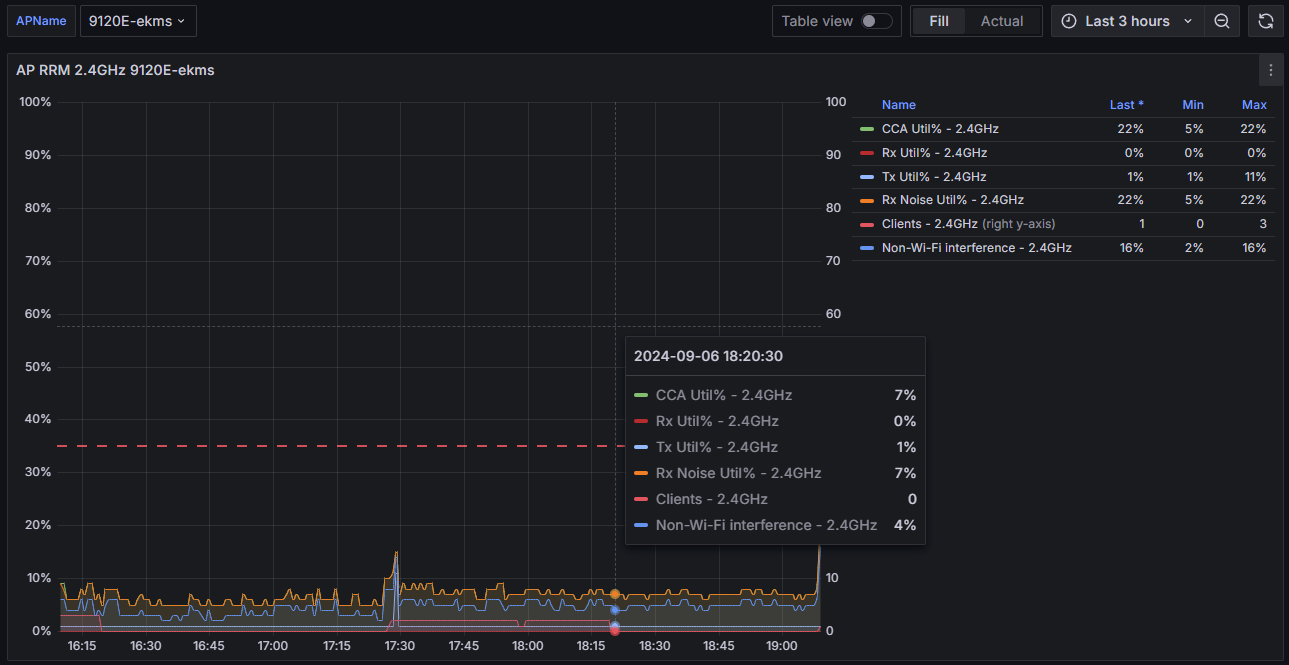 APName 9120E-ekms Table view Fill Actual Last 3 hours
AP RRM 2.4GHz 9120E-ekms
100% 100
90% 90
80% 80
70% 70
60% 60
50%
40%
30%
20%
10% 10
0% 0
16:15 16:30 16:45 17:00 17:15 17:30 17:45 18:00 18:15 18:30 18:45 19:00
Name Last * Min Max
CCA Util% - 2.4GHz 22% 5% 22%
Rx Util% - 2.4GHz 0% 0% 0%
Tx Util% - 2.4GHz 1% 1% 11%
Rx Noise Util% - 2.4GHz 22% 5% 22%
Clients - 2.4GHz (right y-axis) 1 0 3
Non-Wi-Fi interference - 2.4GHz 16% 2% 16%
2024-09-06 18:20:30
CCA Util% - 2.4GHz 7%
Rx Util% - 2.4GHz 0%
Tx Util% - 2.4GHz 1%
Rx Noise Util% - 2.4GHz 7%
Clients - 2.4GHz 0
Non-Wi-Fi interference - 2.4GHz 4%